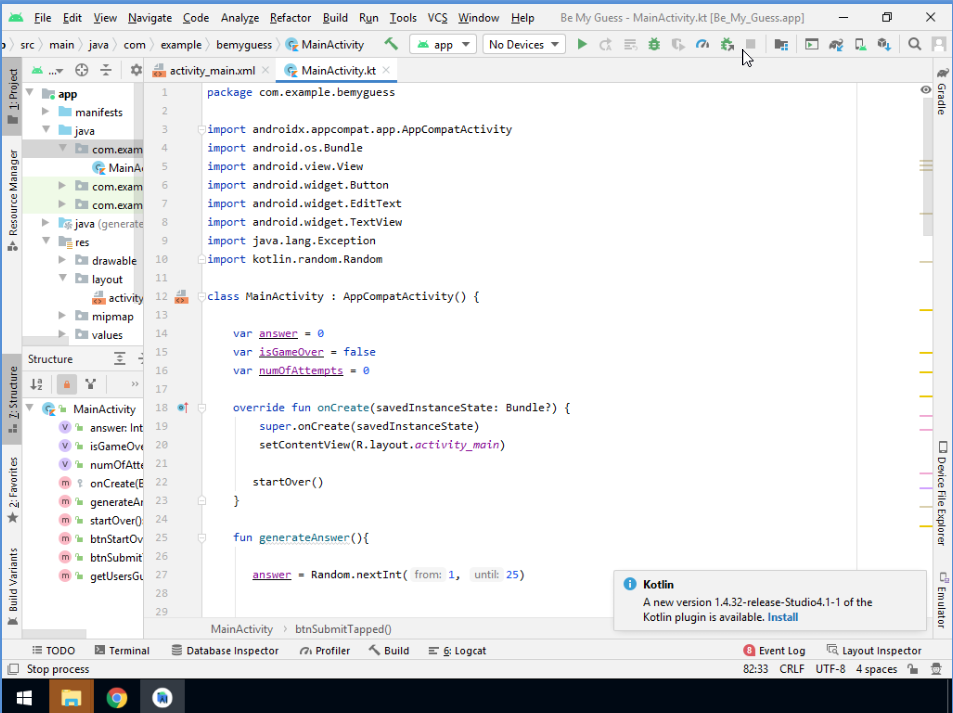 File Edit View Navigate Code Analyze Refactor Build Run Tools VCS Window Help Be My Guess - MainActivity.kt [Be_My_Guess.app]
src main java com example bemyguess MainActivity app No Devices
...
activity_main.xml MainActivity.kt
1: Project
Resource Manager
7: Structure
2: Favorites
Build Variants
app
manifests
java
com.exam
MainAc
com.exam
com.exam
java (generate
res
drawable
layout
activity
mipmap
values
Structure
MainActivity
answer: Int
isGameOve
numOfAtte
onCreate(B
generateAr
startOver():
btnStartOv
btnSubmit
getUsersGu
1 package com.example.bemyguess
2
3 import androidx.appcompat.app.AppCompatActivity
4 import android.os.Bundle
5 import android.view.View
6 import android.widget.Button
7 import android.widget.EditText
8 import android.widget.TextView
9 import java.lang.Exception
10 import kotlin.random.Random
11
12 class MainActivity : AppCompatActivity() {
13
14 var answer = 0
15 var isGameOver = false
16 var numOfAttempts = 0
17
18 override fun onCreate(savedInstanceState: Bundle?) {
19 super.onCreate(savedInstanceState)
20 setContentView(R.layout.activity_main)
21
22 startOver()
23 }
24
25 fun generateAnswer(){
26
27 answer = Random.nextInt( from: 1, until: 25)
28
29
Gradle
Device File Explorer
Emulator
Kotlin
A new version 1.4.32-release-Studio4.1-1 of the
Kotlin plugin is available. Install
MainActivity › btnSubmitTapped()
TODO Terminal Database Inspector Profiler Build 6: Logcat 8 Event Log Layout Inspector
Stop process 82:33 CRLF UTF-8 4 spaces